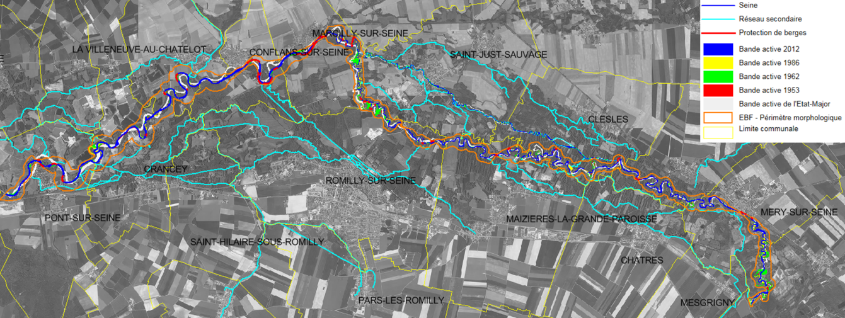 Seine
Réseau secondaire
Protection de berges
Bande active 2012
Bande active 1986
Bande active 1962
Bande active 1953
Bande active de l'Etat-Major
EBF - Périmètre morphologique
Limite communale
MARCILLY-SUR-SEINE
LA VILLENEUVE-AU-CHATELOT
CONFLANS-SUR-SEINE
SAINT-JUST-SAUVAGE
CLESLES
CRANCEY
ROMILLY-SUR-SEINE
PONT-SUR-SEINE
MAIZIERES-LA-GRANDE-PAROISSE
MERY-SUR-SEINE
SAINT-HILAIRE-SOUS-ROMILLY
CHATRES
PARS-LES-ROMILLY
MESGRIGNY